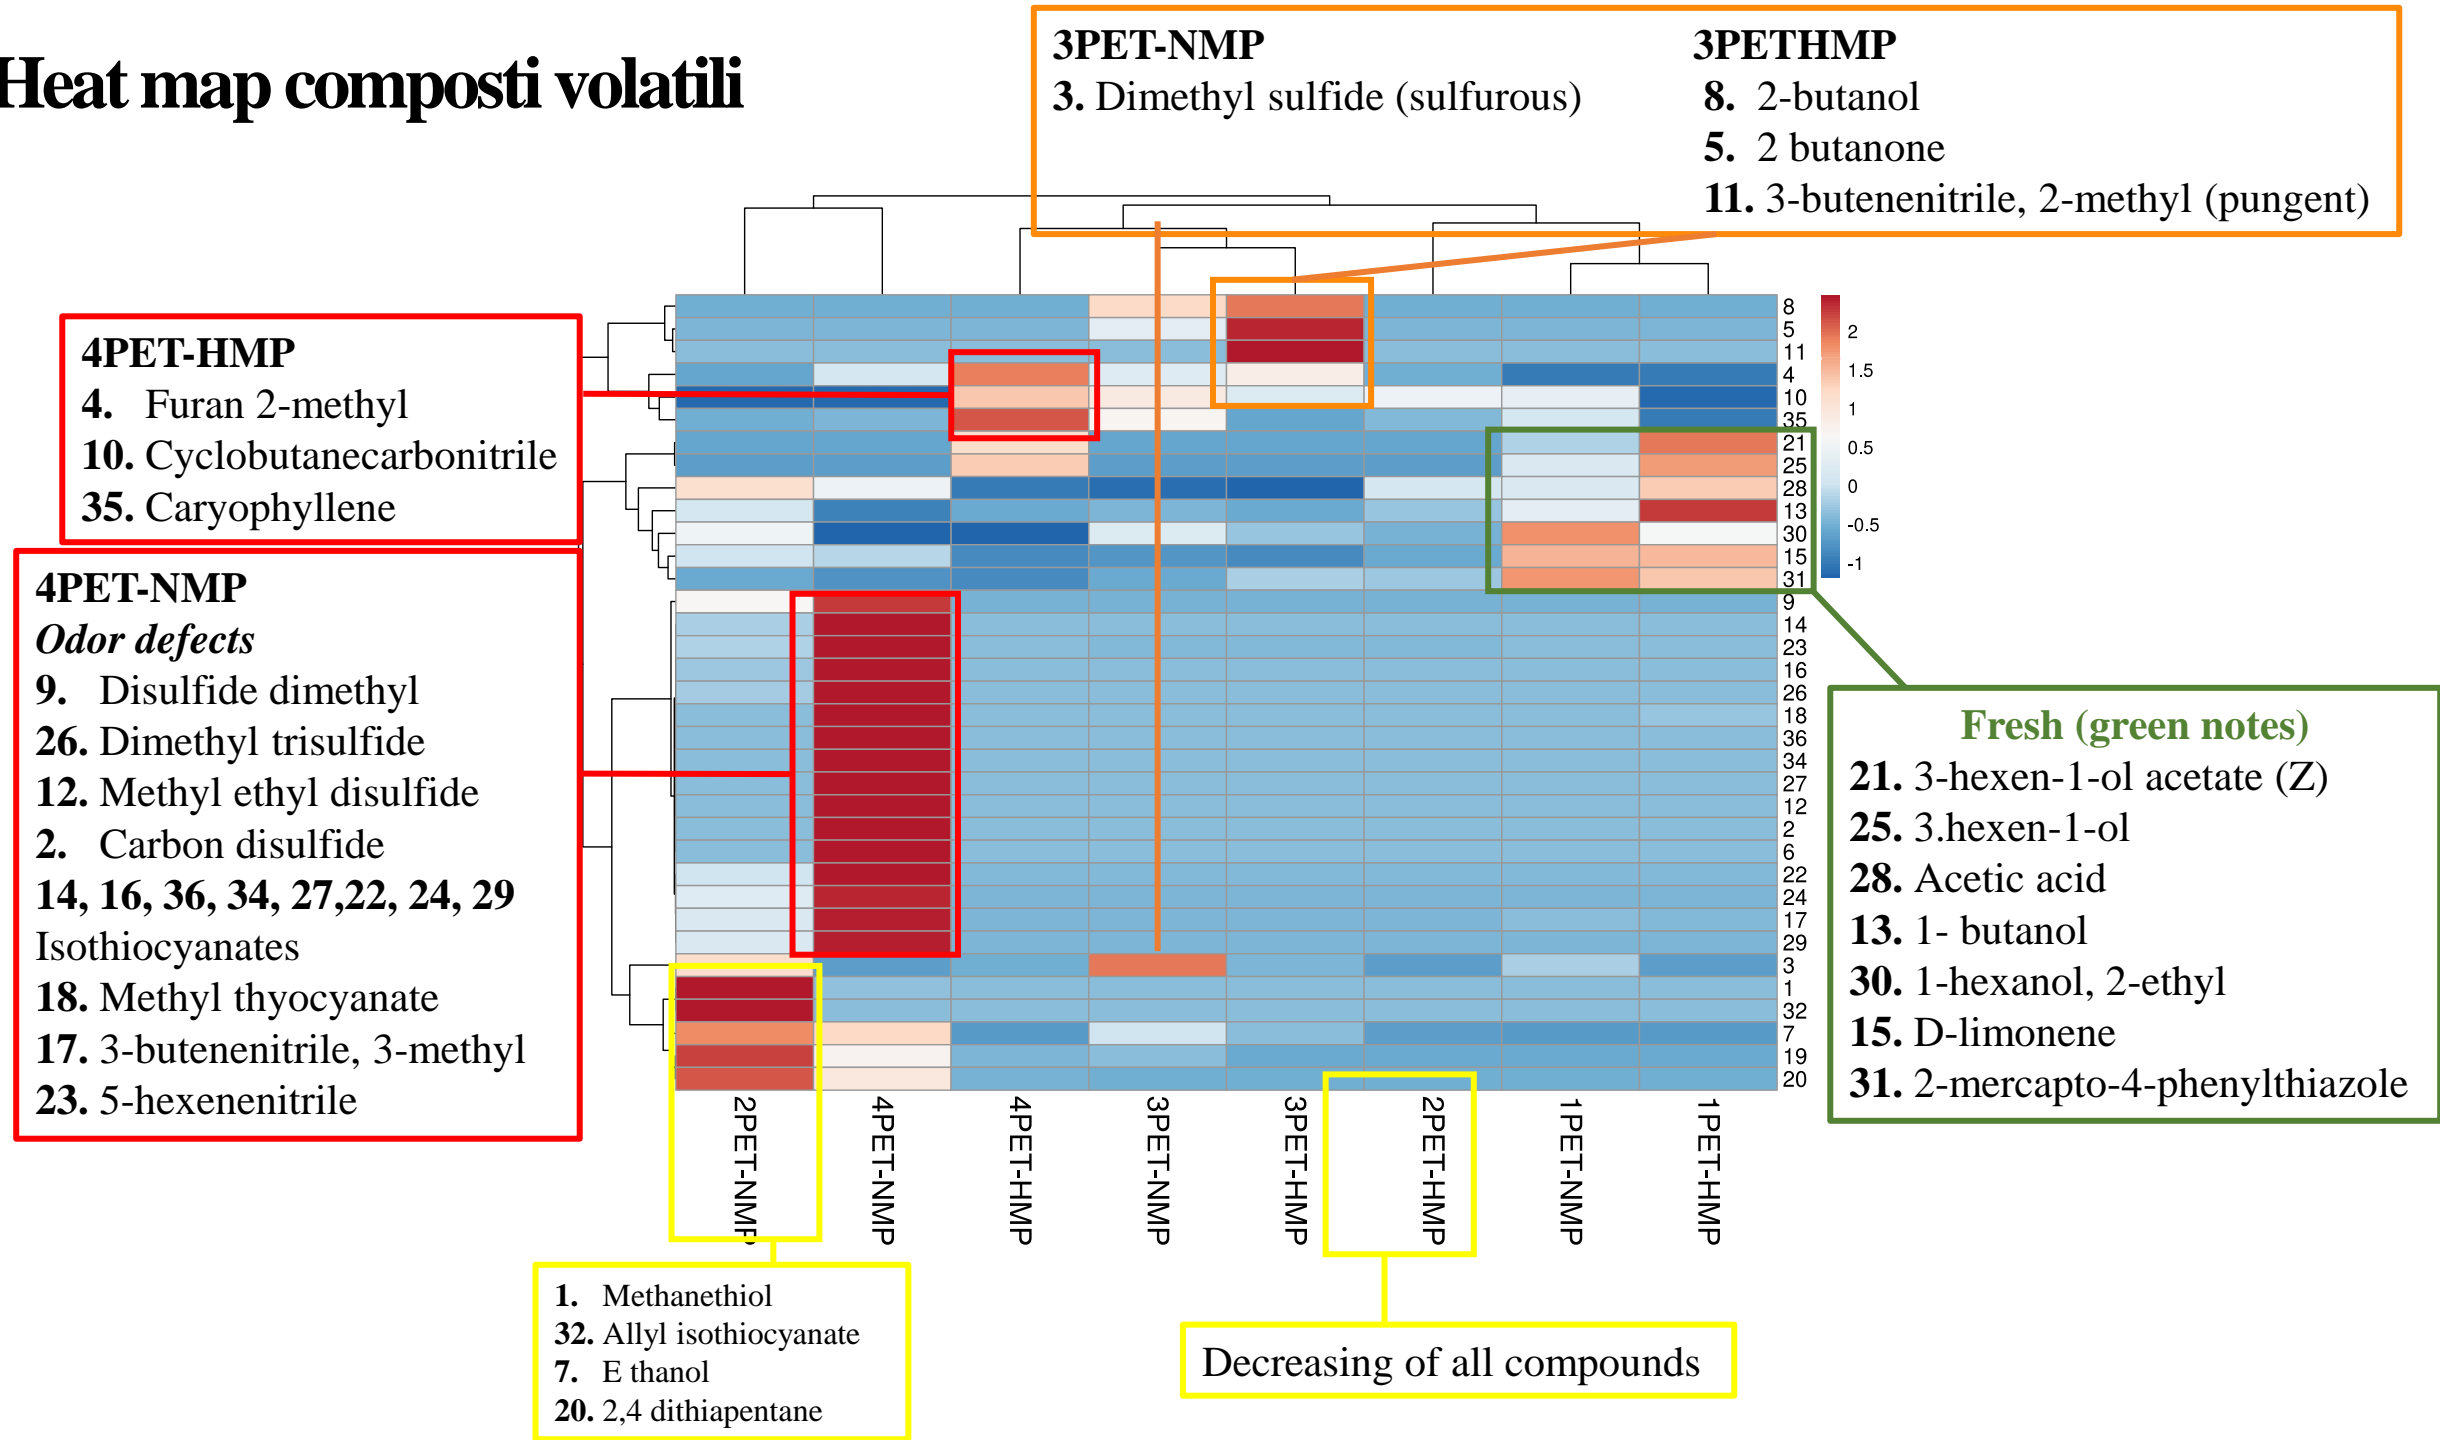 Heat map composti volatili
3PET-NMP
3. Dimethyl sulfide (sulfurous)
3PETHMP
8. 2-butanol
5. 2 butanone
11. 3-butenenitrile, 2-methyl (pungent)
4PET-HMP
4. Furan 2-methyl
10. Cyclobutanecarbonitrile
35. Caryophyllene
4PET-NMP
Odor defects
9. Disulfide dimethyl
26. Dimethyl trisulfide
12. Methyl ethyl disulfide
2. Carbon disulfide
14, 16, 36, 34, 27,22, 24, 29
Isothiocyanates
18. Methyl thyocyanate
17. 3-butenenitrile, 3-methyl
23. 5-hexenenitrile
8
5
11
4
10
35
21
25
28
13
30
15
31
9
14
23
16
26
18
36
34
27
12
2
6
22
24
17
29
3
1
32
7
19
20
2
1.5
1
0.5
0
-0.5
-1
Fresh (green notes)
21. 3-hexen-1-ol acetate (Z)
25. 3.hexen-1-ol
28. Acetic acid
13. 1- butanol
30. 1-hexanol, 2-ethyl
15. D-limonene
31. 2-mercapto-4-phenylthiazole
2PET-NMP
4PET-NMP
4PET-HMP
3PET-NMP
3PET-HMP
2PET-HMP
1PET-NMP
1PET-HMP
1. Methanethiol
32. Allyl isothiocyanate
7. E thanol
20. 2,4 dithiapentane
Decreasing of all compounds